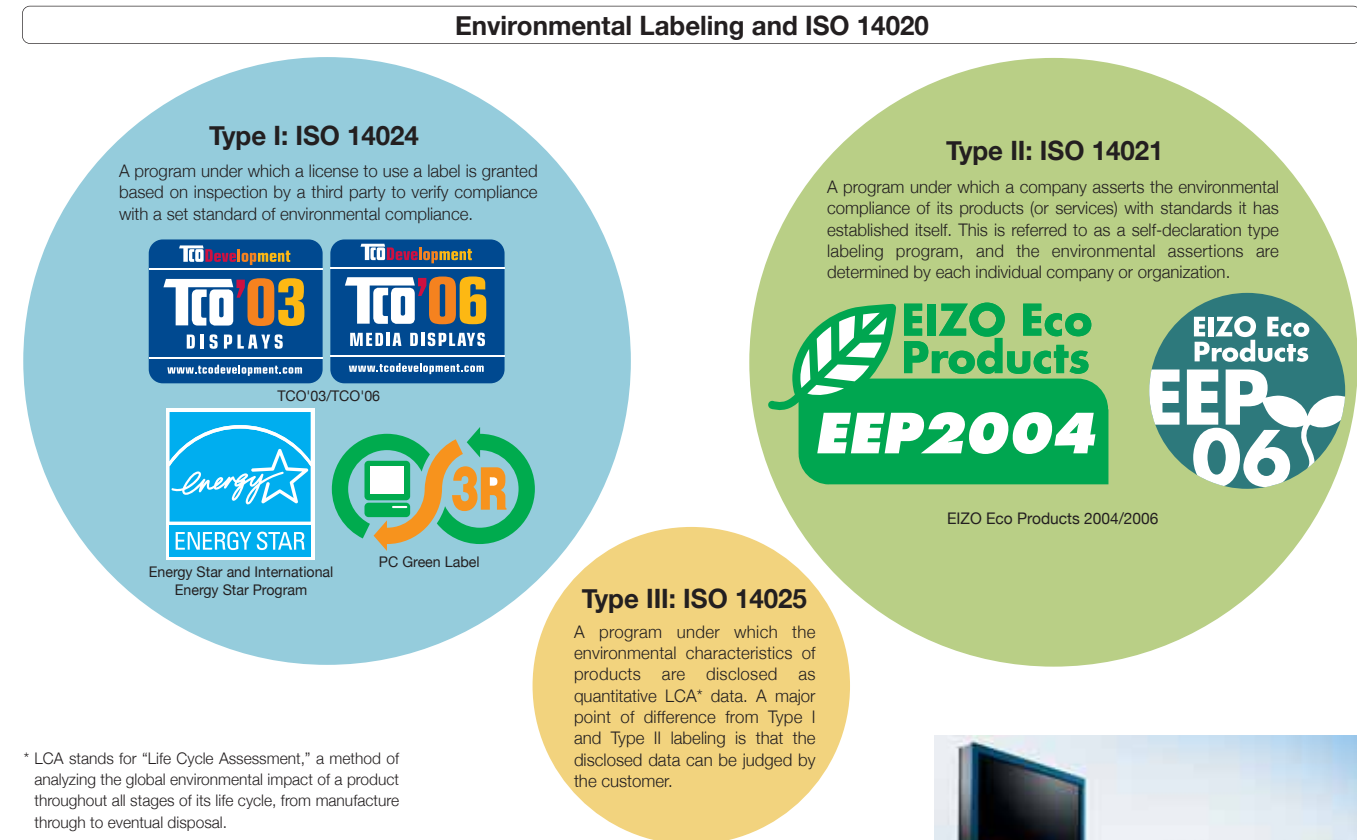 Environmental Labeling and ISO 14020
Type I: ISO 14024
A program under which a license to use a label is granted
based on inspection by a third party to verify compliance
with a set standard of environmental compliance.
TCO Development
TCO'03
DISPLAYS
www.tcodevelopment.com
TCO Development
TCO'06
MEDIA DISPLAYS
www.tcodevelopment.com
TCO'03/TCO'06
energy
ENERGY STAR
Energy Star and International
Energy Star Program
3R
PC Green Label
Type II: ISO 14021
A program under which a company asserts the environmental
compliance of its products (or services) with standards it has
established itself. This is referred to as a self-declaration type
labeling program, and the environmental assertions are
determined by each individual company or organization.
EIZO Eco
Products
EEP2004
EIZO Eco
Products
EEP
06
EIZO Eco Products 2004/2006
Type III: ISO 14025
A program under which the
environmental characteristics of
products are disclosed as
quantitative LCA* data. A major
point of difference from Type I
and Type II labeling is that the
disclosed data can be judged by
the customer.
* LCA stands for “Life Cycle Assessment,” a method of
analyzing the global environmental impact of a product
throughout all stages of its life cycle, from manufacture
through to eventual disposal.